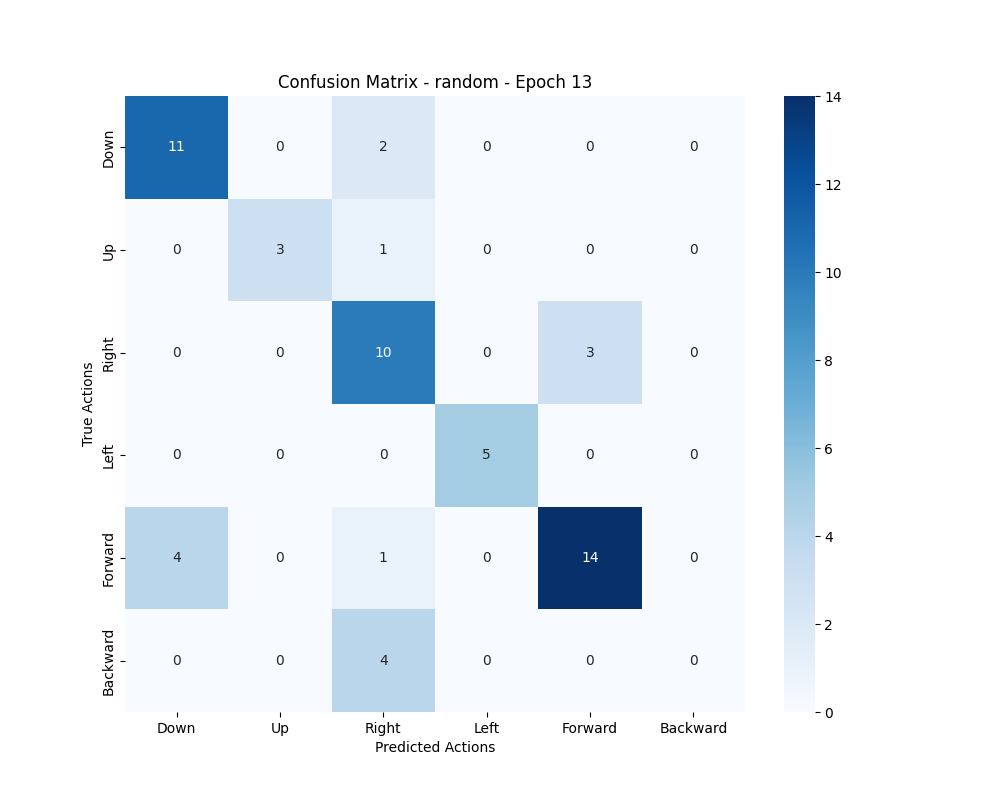 Confusion Matrix - random - Epoch 13
Down 11 0 2 0 0 0
Up 0 3 1 0 0 0
Right 0 0 10 0 3 0
Left 0 0 0 5 0 0
Forward 4 0 1 0 14 0
Backward 0 0 4 0 0 0
True Actions
Down Up Right Left Forward Backward
Predicted Actions
14
12
10
8
6
4
2
0